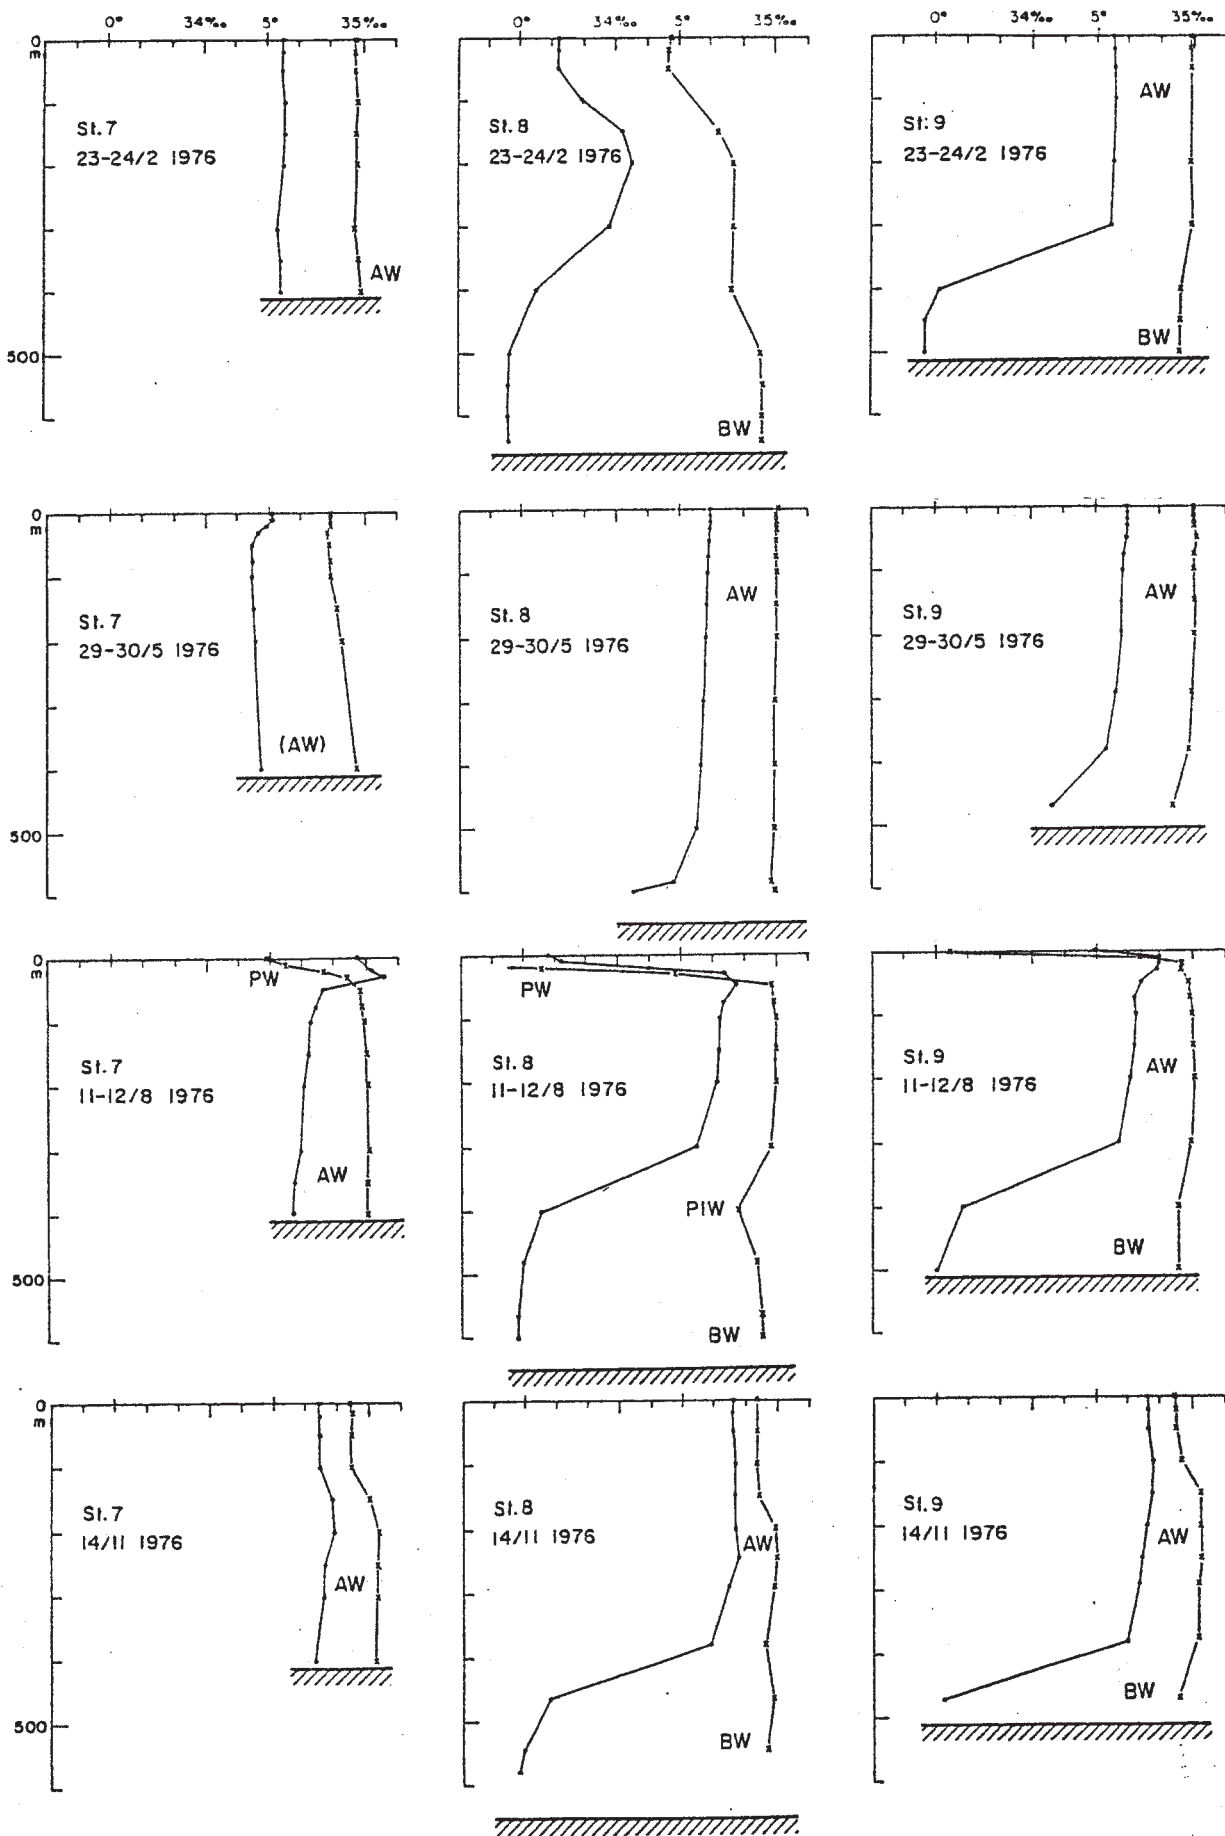 0° 34‰ 5° 35‰
0° 34‰ 5° 35‰
0° 34‰ 5° 35‰
0
m
St.7
23-24/2 1976
AW
500
St.8
23-24/2 1976
BW
St:9
23-24/2 1976
AW
BW
0
m
St.7
29-30/5 1976
(AW)
500
St.8
29-30/5 1976
AW
St.9
29-30/5 1976
AW
0
m
PW
St.7
11-12/8 1976
AW
500
PW
St.8
11-12/8 1976
PIW
BW
St.9
11-12/8 1976
AW
BW
0
m
St.7
14/11 1976
AW
500
St.8
14/11 1976
AW
BW
St.9
14/11 1976
AW
BW